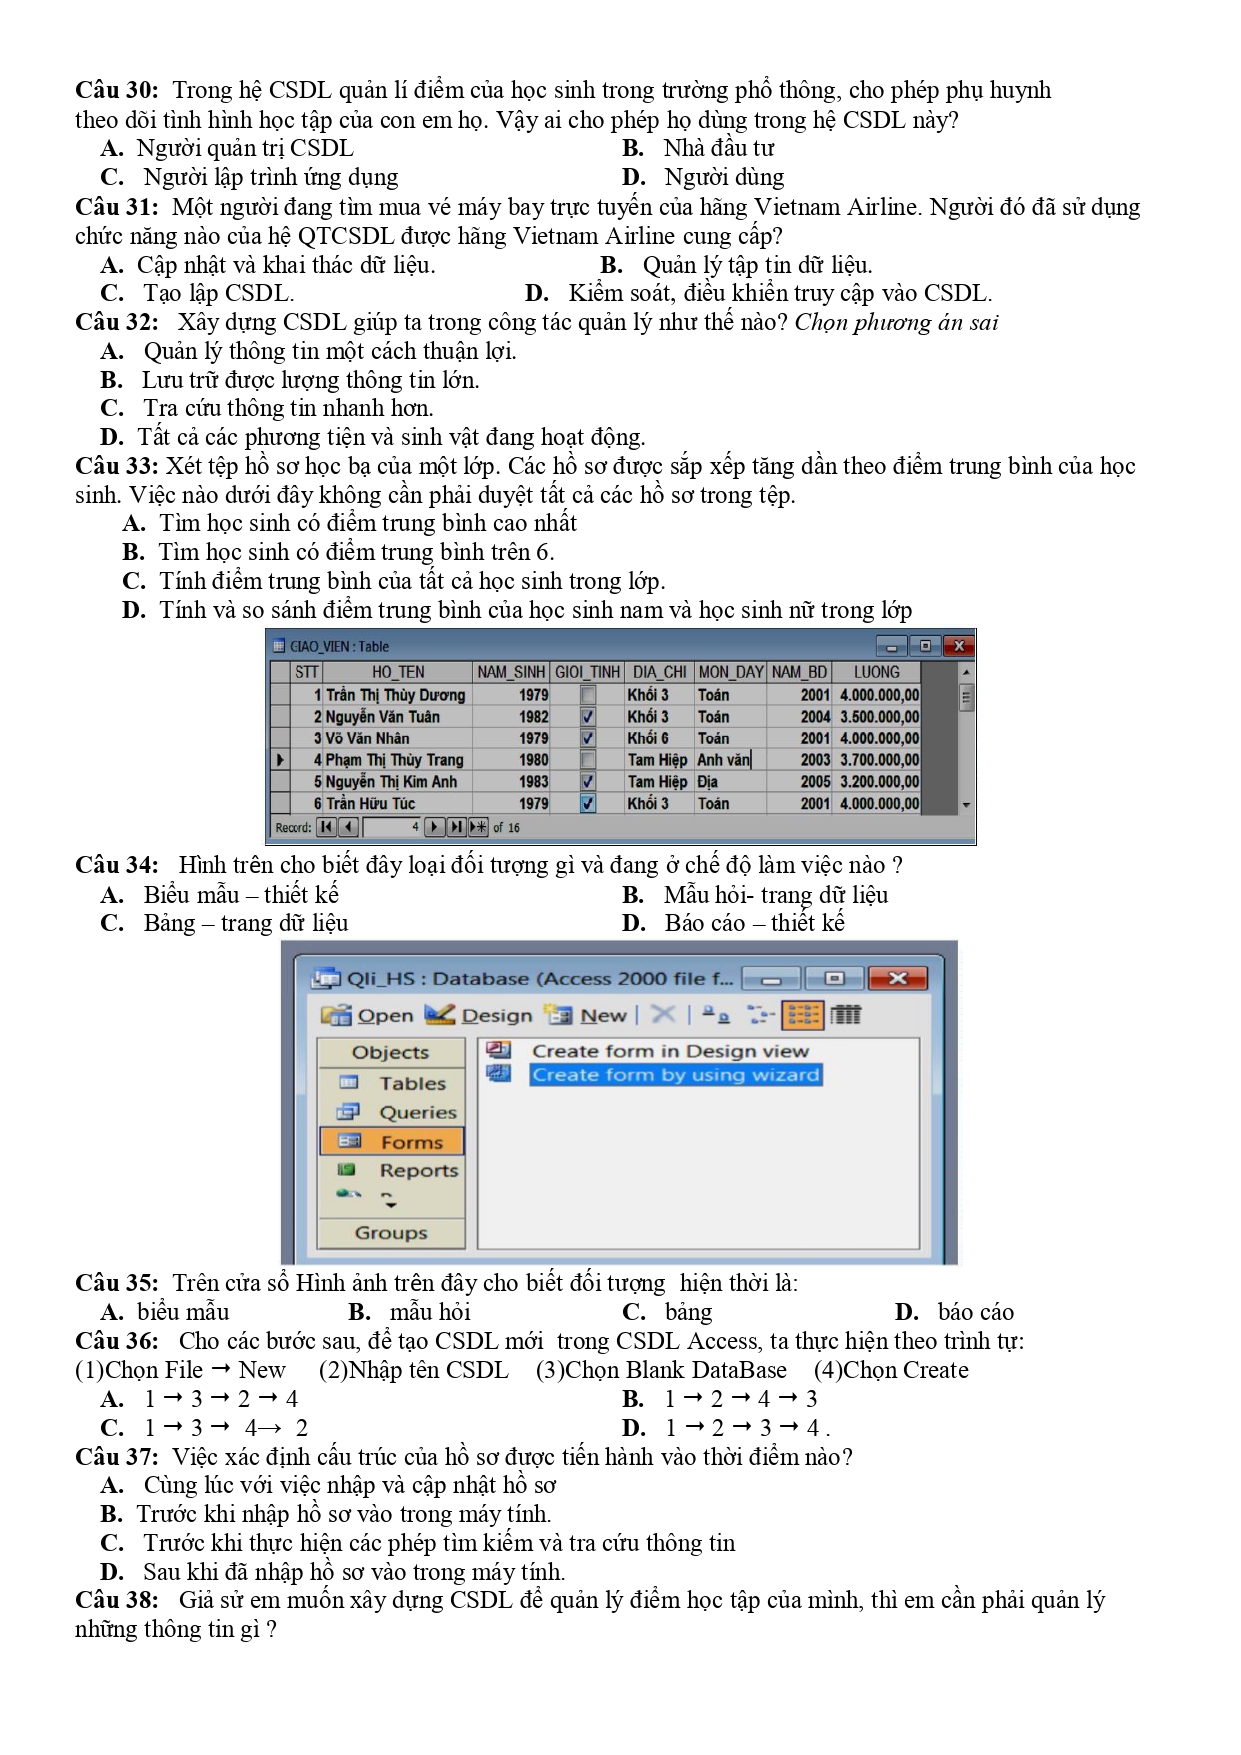 Câu 30:  Trong hệ CSDL quản lí điểm của học sinh trong trường phổ thông, cho phép phụ huynh
theo dõi tình hình học tập của con em họ. Vậy ai cho phép họ dùng trong hệ CSDL này?
A. Người quản trị CSDL B. Nhà đầu tư
C. Người lập trình ứng dụng D. Người dùng
Câu 31: Một người đang tìm mua vé máy bay trực tuyến của hãng Vietnam Airline. Người đó đã sử dụng
chức năng nào của hệ QTCSDL được hãng Vietnam Airline cung cấp?
A. Cập nhật và khai thác dữ liệu. B. Quản lý tập tin dữ liệu.
C. Tạo lập CSDL. D. Kiểm soát, điều khiển truy cập vào CSDL.
Câu 32: Xây dựng CSDL giúp ta trong công tác quản lý như thế nào? Chọn phương án sai
A. Quản lý thông tin một cách thuận lợi.
B. Lưu trữ được lượng thông tin lớn.
C. Tra cứu thông tin nhanh hơn.
D. Tất cả các phương tiện và sinh vật đang hoạt động.
Câu 33: Xét tệp hồ sơ học bạ của một lớp. Các hồ sơ được sắp xếp tăng dần theo điểm trung bình của học
sinh. Việc nào dưới đây không cần phải duyệt tất cả các hồ sơ trong tệp.
A. Tìm học sinh có điểm trung bình cao nhất
B. Tìm học sinh có điểm trung bình trên 6.
C. Tính điểm trung bình của tất cả học sinh trong lớp.
D. Tính và so sánh điểm trung bình của học sinh nam và học sinh nữ trong lớp
GIAO_VIEN : Table
STT HO_TEN NAM_SINH GIOI_TINH DIA_CHI MON_DAY NAM_BD LUONG
1 Trần Thị Thùy Dương 1979 Khối 3 Toán 2001 4.000.000,00
2 Nguyễn Văn Tuân 1982 Khối 3 Toán 2004 3.500.000,00
3 Võ Văn Nhân 1979 Khối 6 Toán 2001 4.000.000,00
4 Phạm Thị Thùy Trang 1980 Tam Hiệp Anh văn 2003 3.700.000,00
5 Nguyễn Thị Kim Anh 1983 Tam Hiệp Địa 2005 3.200.000,00
6 Trần Hữu Túc 1979 Khối 3 Toán 2001 4.000.000,00
Record: 4 of 16
Câu 34: Hình trên cho biết đây loại đối tượng gì và đang ở chế độ làm việc nào ?
A. Biểu mẫu – thiết kế B. Mẫu hỏi- trang dữ liệu
C. Bảng – trang dữ liệu D. Báo cáo – thiết kế
Qli_HS : Database (Access 2000 file f...
Open Design New
Objects
Tables
Queries
Forms
Reports
Groups
Create form in Design view
Create form by using wizard
Câu 35: Trên cửa sổ Hình ảnh trên đây cho biết đối tượng hiện thời là:
A. biểu mẫu B. mẫu hỏi C. bảng D. báo cáo
Câu 36: Cho các bước sau, để tạo CSDL mới trong CSDL Access, ta thực hiện theo trình tự:
(1)Chọn File → New (2)Nhập tên CSDL (3)Chọn Blank DataBase (4)Chọn Create
A. 1 → 3 → 2 → 4 B. 1 → 2 → 4 → 3
C. 1 → 3 → 4→ 2 D. 1 → 2 → 3 → 4 .
Câu 37: Việc xác định cấu trúc của hồ sơ được tiến hành vào thời điểm nào?
A. Cùng lúc với việc nhập và cập nhật hồ sơ
B. Trước khi nhập hồ sơ vào trong máy tính.
C. Trước khi thực hiện các phép tìm kiếm và tra cứu thông tin
D. Sau khi đã nhập hồ sơ vào trong máy tính.
Câu 38: Giả sử em muốn xây dựng CSDL để quản lý điểm học tập của mình, thì em cần phải quản lý
những thông tin gì ?